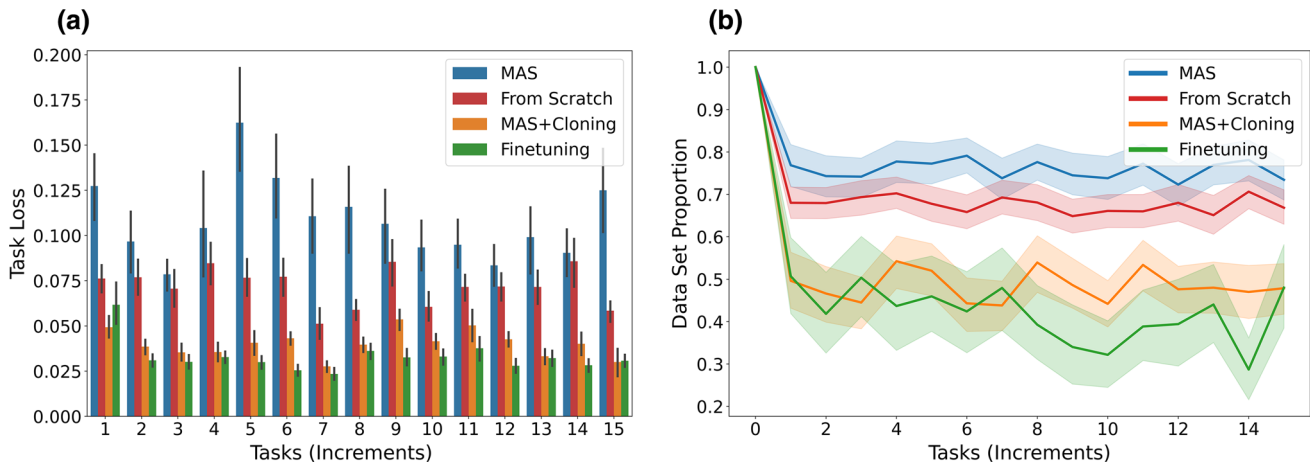 (a)
0.200
0.175
0.150
0.125
0.100
0.075
0.050
0.025
0.000
Task Loss
MAS
From Scratch
MAS+Cloning
Finetuning
1 2 3 4 5 6 7 8 9 10 11 12 13 14 15
Tasks (Increments)
(b)
1.0
0.9
0.8
0.7
0.6
0.5
0.4
0.3
0.2
Data Set Proportion
MAS
From Scratch
MAS+Cloning
Finetuning
0 2 4 6 8 10 12 14
Tasks (Increments)